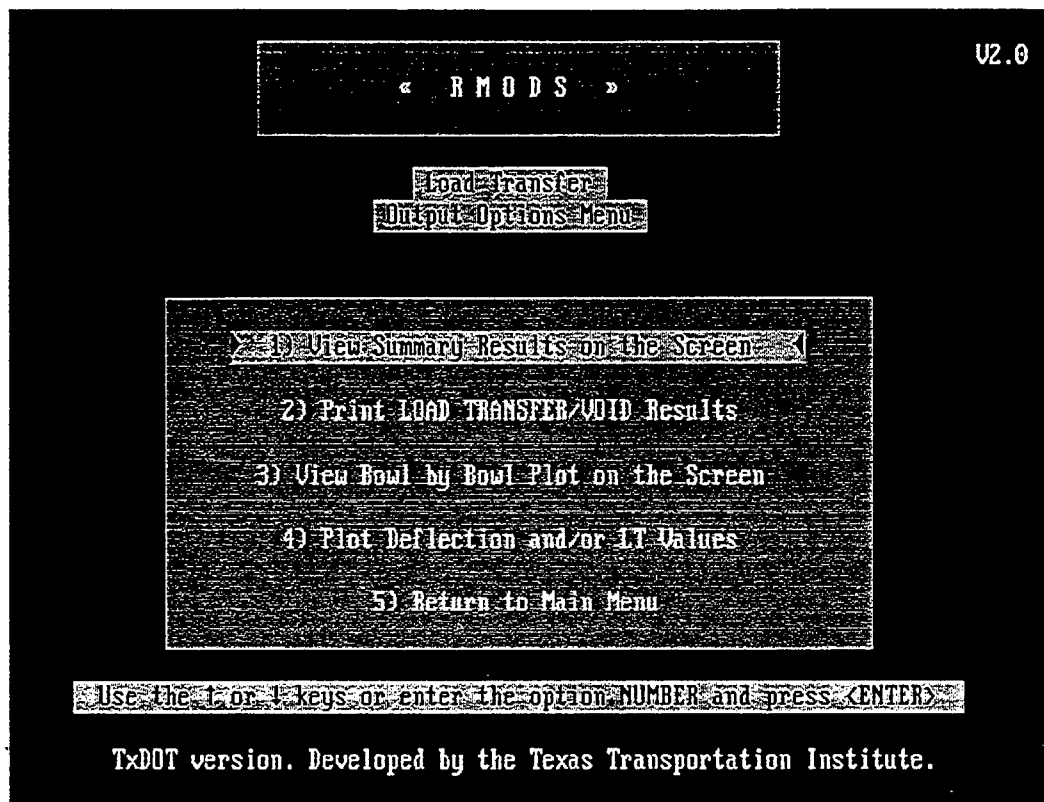 V2.0
« R M O D S »
Load Transfer
Output Options Menu
1) View Summary Results on the Screen
2) Print LOAD TRANSFER/VOID Results
3) View Bowl by Bowl Plot on the Screen
4) Plot Deflection and/or LT Values
5) Return to Main Menu
Use the ↑ or ↓ keys or enter the option NUMBER and press <ENTER>
TxDOT version. Developed by the Texas Transportation Institute.